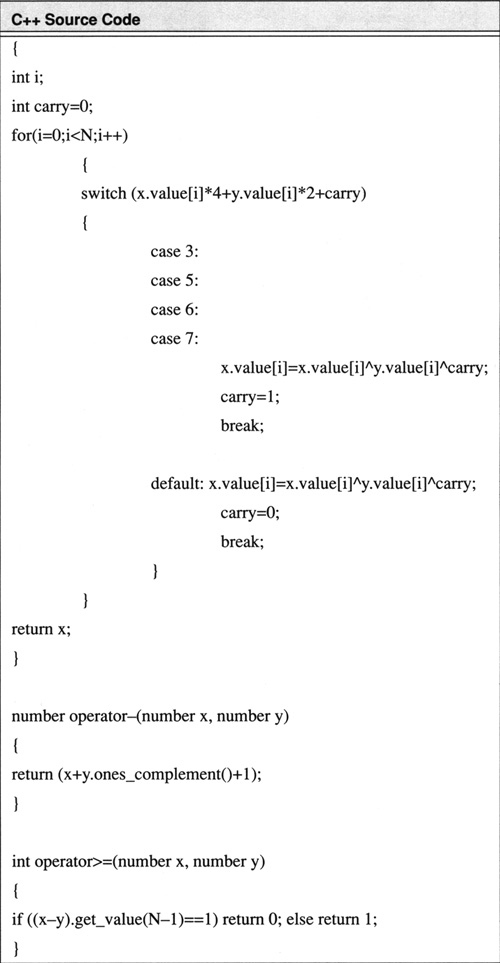 C++ Source Code
{
int i;
int carry=0;
for(i=0;i<N;i++)
{
switch (x.value[i]*4+y.value[i]*2+carry)
{
case 3:
case 5:
case 6:
case 7:
x.value[i]=x.value[i]^y.value[i]^carry;
carry=1;
break;
default: x.value[i]=x.value[i]^y.value[i]^carry;
carry=0;
break;
}
}
return x;
}
number operator–(number x, number y)
{
return (x+y.ones_complement()+1);
}
int operator>=(number x, number y)
{
if ((x–y).get_value(N–1)==1) return 0; else return 1;
}